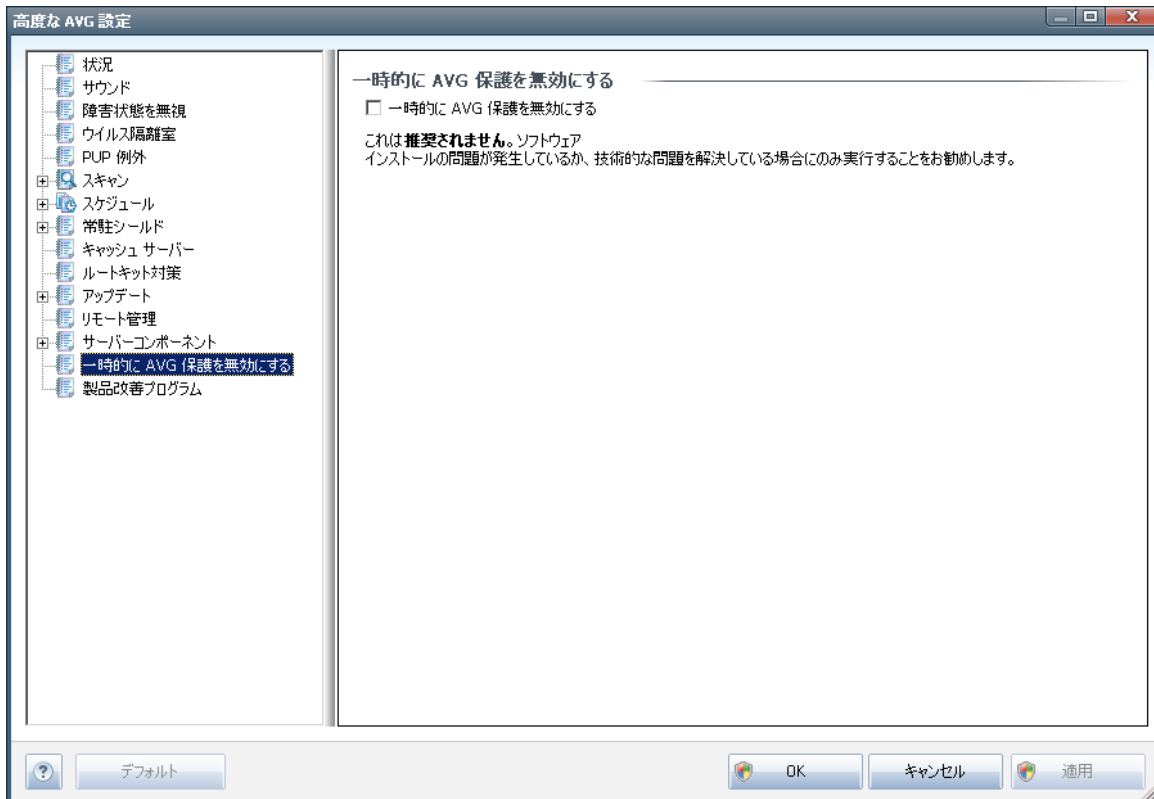 高度な AVG 設定
状況
サウンド
障害状態を無視
ウイルス隔離室
PUP 例外
スキャン
スケジュール
常駐シールド
キャッシュ サーバー
ルートキット対策
アップデート
リモート管理
サーバーコンポーネント
一時的に AVG 保護を無効にする
製品改善プログラム
一時的に AVG 保護を無効にする
一時的に AVG 保護を無効にする
これは推奨されません。ソフトウェア
インストールの問題が発生しているか、技術的な問題を解決している場合にのみ実行することをお勧めします。
?
デフォルト
OK
キャンセル
適用